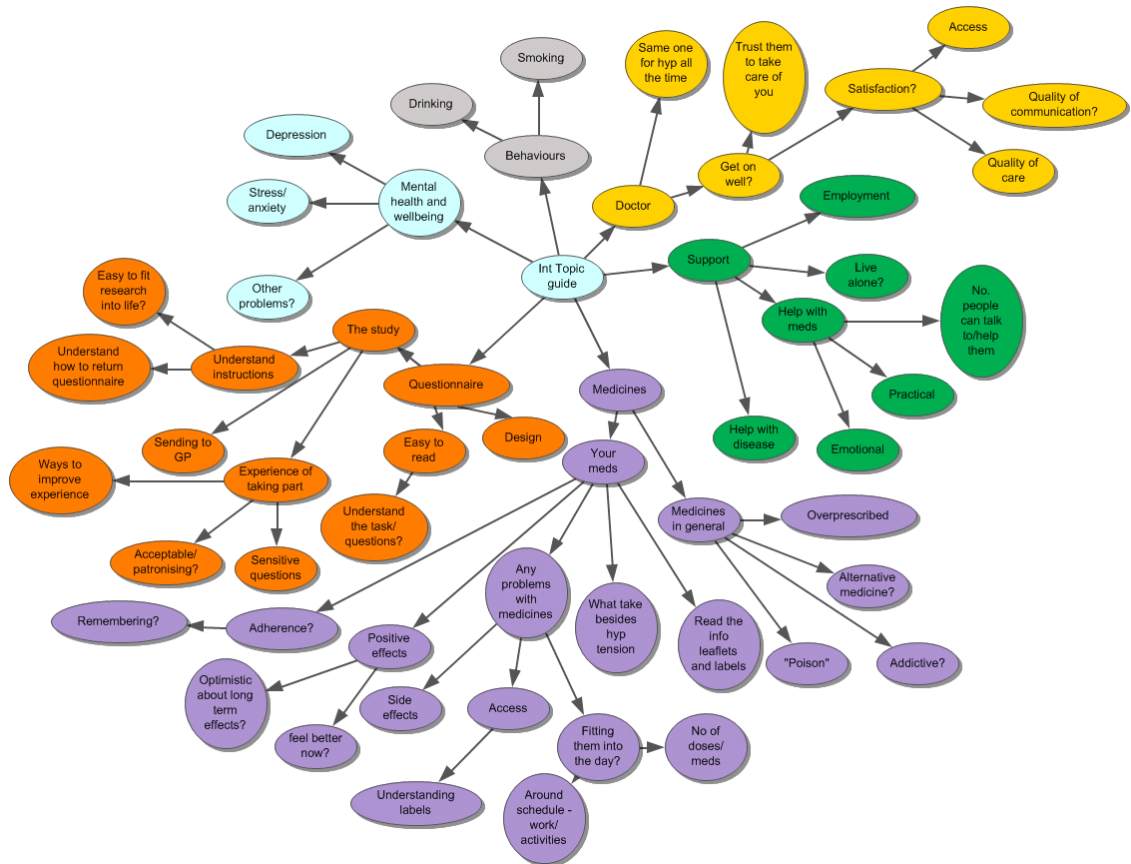 Access
Smoking
Same one
for hyp all
the time
Trust them
to take
care of
you
Satisfaction?
Quality of
communication?
Drinking
Depression
Behaviours
Get on
well?
Quality of
care
Mental
health and
wellbeing
Stress/
anxiety
Doctor
Employment
Support
Int Topic
guide
Live
alone?
Easy to fit
research
into life?
Other
problems?
Help with
meds
No.
people
can talk
to/help
them
The study
Understand
how to return
questionnaire
Understand
instructions
Questionnaire
Medicines
Practical
Sending to
GP
Easy to
read
Design
Help with
disease
Emotional
Your
meds
Ways to
improve
experience
Experience of
taking part
Understand
the task/
questions?
Medicines
in general
Overprescribed
Acceptable/
patronising?
Sensitive
questions
Any
problems
with
medicines
Alternative
medicine?
Remembering?
Adherence?
What take
besides
hyp
tension
Read the
info
leaflets
and labels
Positive
effects
"Poison"
Addictive?
Optimistic
about long
term
effects?
Side
effects
Access
feel better
now?
Fitting
them into
the day?
No of
doses/
meds
Understanding
labels
Around
schedule -
work/
activities